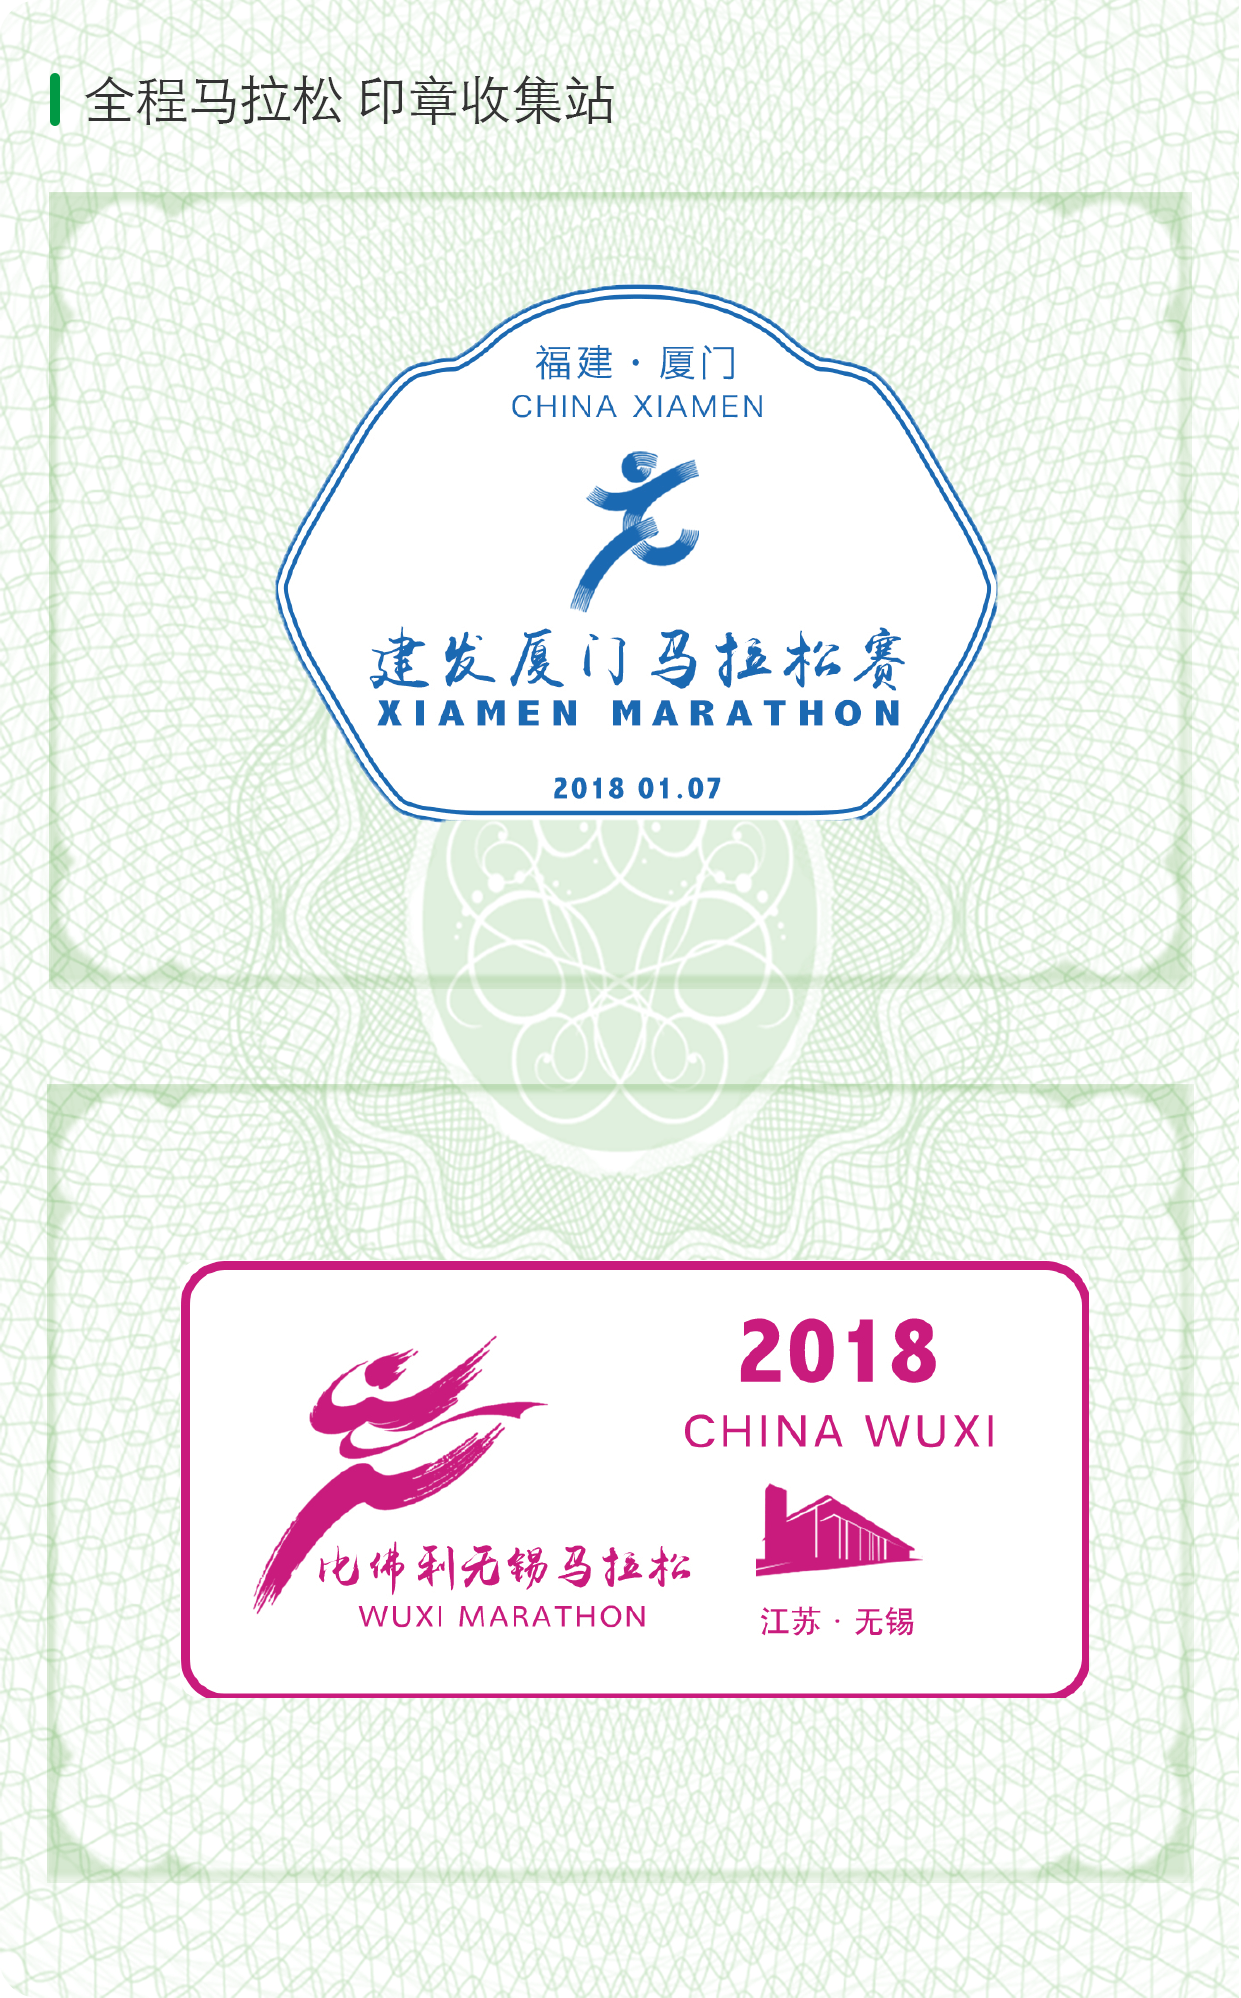 全程马拉松 印章收集站
福建·厦门
CHINA XIAMEN
建发厦门马拉松赛
XIAMEN MARATHON
2018 01.07
2018
CHINA WUXI
电佛利无锡马拉松
WUXI MARATHON
江苏·无锡